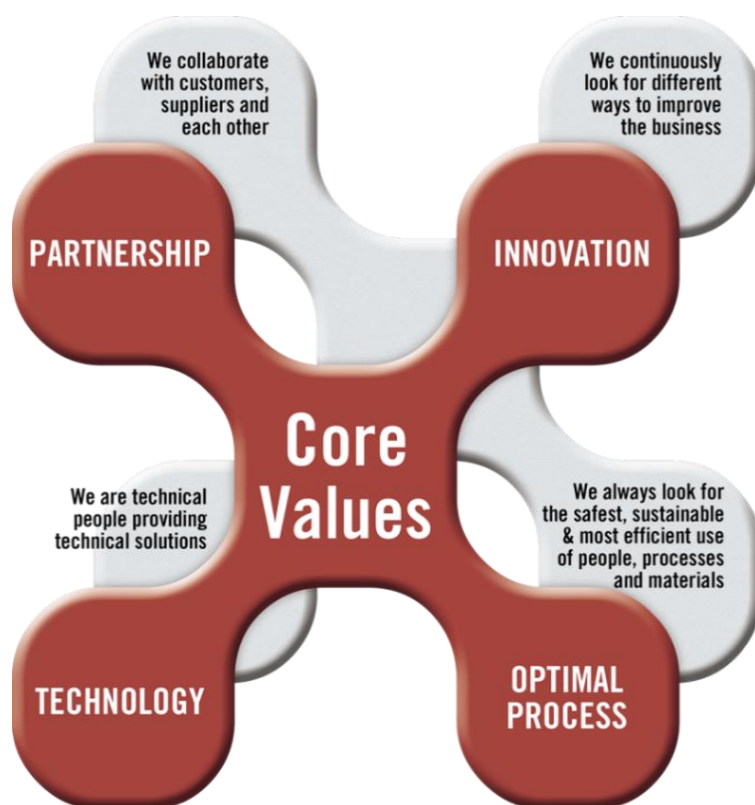 We collaborate
with customers,
suppliers and
each other
PARTNERSHIP
We continuously
look for different
ways to improve
the business
INNOVATION
Core
Values
We are technical
people providing
technical solutions
TECHNOLOGY
We always look for
the safest, sustainable
& most efficient use
of people, processes
and materials
OPTIMAL
PROCESS